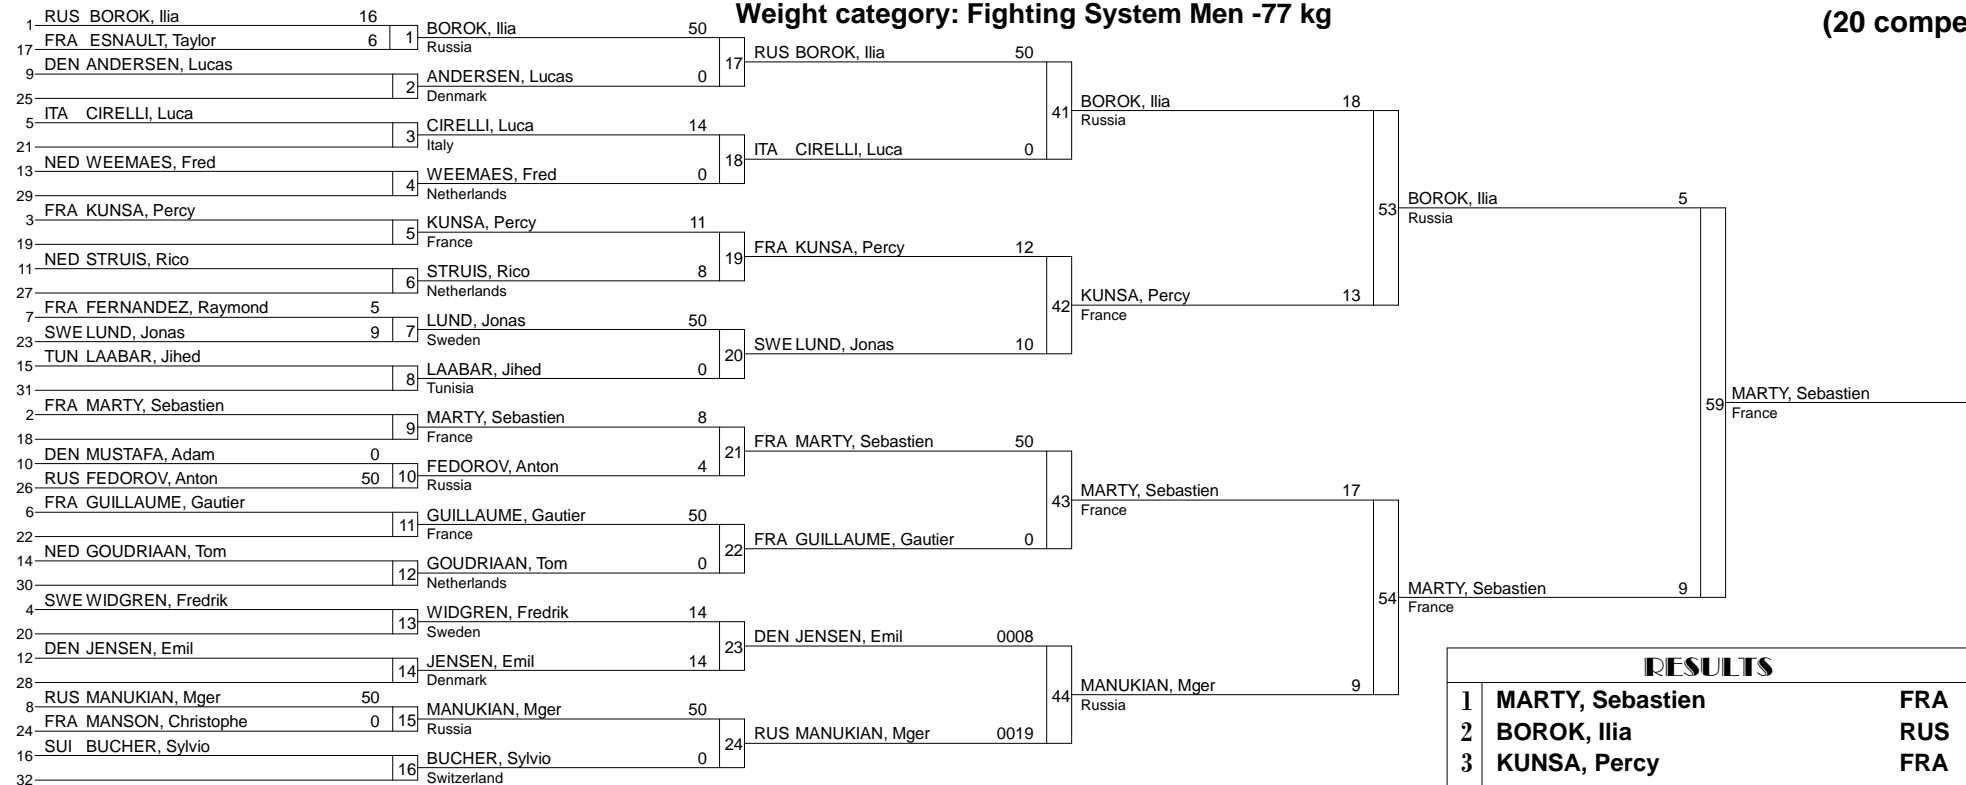 Weight category: Fighting System Men -77 kg
(20 compe
1 RUS BOROK, Ilia 16
17 FRA ESNAULT, Taylor 6
1
9 DEN ANDERSEN, Lucas
25
2
5 ITA CIRELLI, Luca
21
3
13 NED WEEMAES, Fred
29
4
3 FRA KUNSA, Percy
19
5
11 NED STRUIS, Rico
27
6
7 FRA FERNANDEZ, Raymond 5
23 SWE LUND, Jonas 9
7
15 TUN LAABAR, Jihed
31
8
2 FRA MARTY, Sebastien
18
9
10 DEN MUSTAFA, Adam 0
26 RUS FEDOROV, Anton 50
10
6 FRA GUILLAUME, Gautier
22
11
14 NED GOUDRIAAN, Tom
30
12
4 SWE WIDGREN, Fredrik
20
13
12 DEN JENSEN, Emil
28
14
8 RUS MANUKIAN, Mger 50
24 FRA MANSON, Christophe 0
15
16 SUI BUCHER, Sylvio
32
16
BOROK, Ilia 50
Russia
17
ANDERSEN, Lucas 0
Denmark
CIRELLI, Luca 14
Italy
18
WEEMAES, Fred 0
Netherlands
KUNSA, Percy 11
France
19
STRUIS, Rico 8
Netherlands
LUND, Jonas 50
Sweden
20
LAABAR, Jihed 0
Tunisia
MARTY, Sebastien 8
France
21
FEDOROV, Anton 4
Russia
GUILLAUME, Gautier 50
France
22
GOUDRIAAN, Tom 0
Netherlands
WIDGREN, Fredrik 14
Sweden
23
JENSEN, Emil 14
Denmark
MANUKIAN, Mger 50
Russia
24
BUCHER, Sylvio 0
Switzerland
RUS BOROK, Ilia 50
41
ITA CIRELLI, Luca 0
FRA KUNSA, Percy 12
42
SWE LUND, Jonas 10
FRA MARTY, Sebastien 50
43
FRA GUILLAUME, Gautier 0
DEN JENSEN, Emil 0008
44
RUS MANUKIAN, Mger 0019
BOROK, Ilia 18
Russia
53
KUNSA, Percy 13
France
MARTY, Sebastien 17
France
54
MANUKIAN, Mger 9
Russia
BOROK, Ilia 5
Russia
59
MARTY, Sebastien 9
France
MARTY, Sebastien
France
RESULTS
1 MARTY, Sebastien FRA
2 BOROK, Ilia RUS
3 KUNSA, Percy FRA